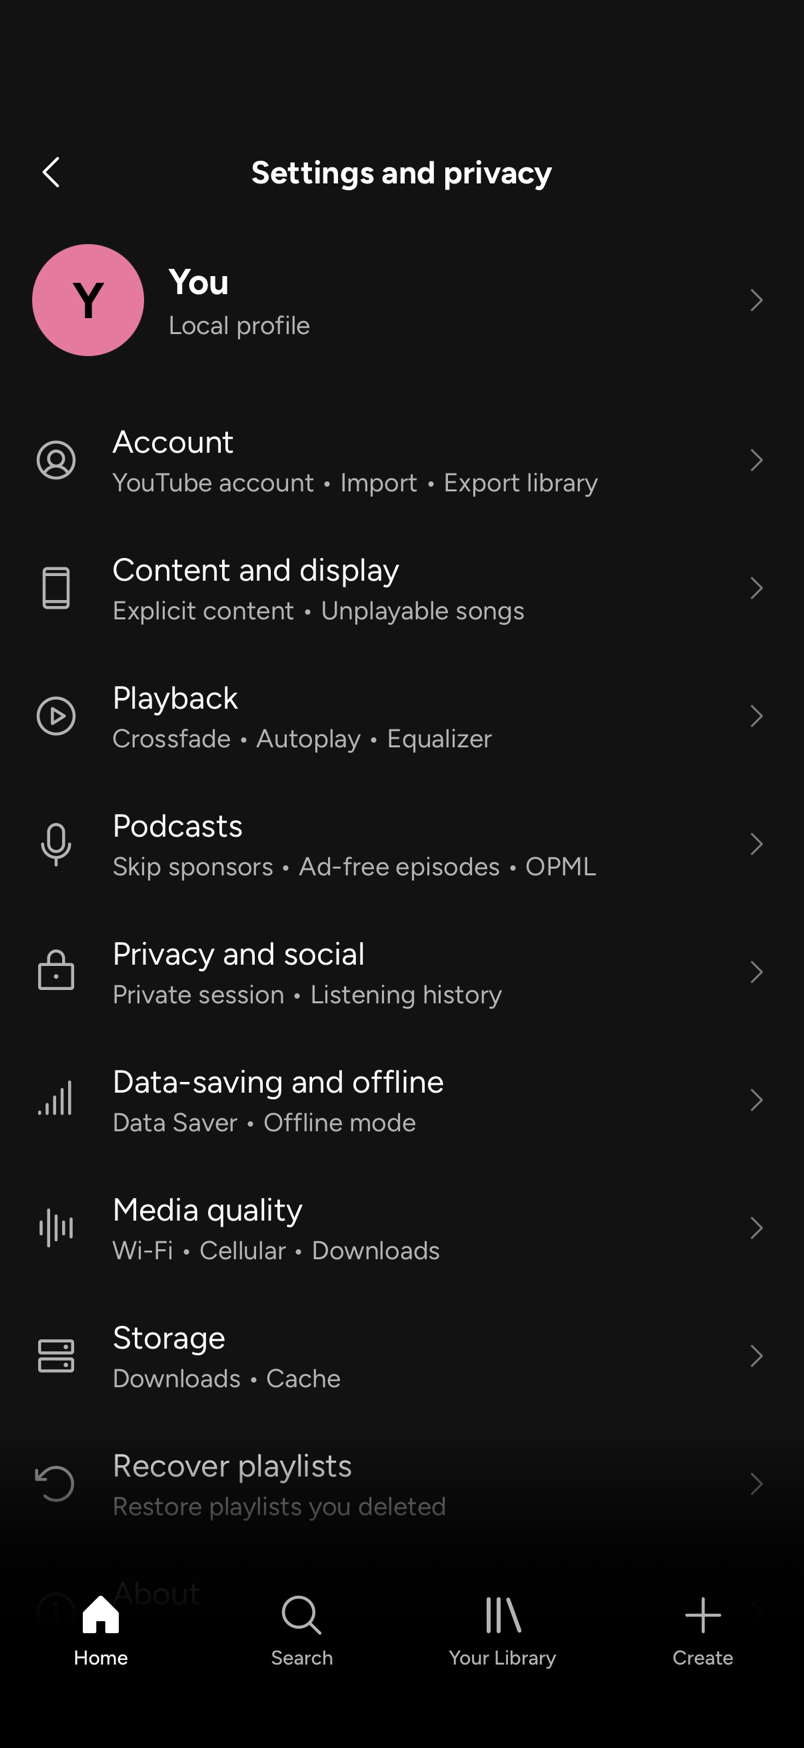 Settings and privacy
Y
You
Local profile
Account
YouTube account • Import • Export library
Content and display
Explicit content • Unplayable songs
Playback
Crossfade • Autoplay • Equalizer
Podcasts
Skip sponsors • Ad-free episodes • OPML
Privacy and social
Private session • Listening history
Data-saving and offline
Data Saver • Offline mode
Media quality
Wi-Fi • Cellular • Downloads
Storage
Downloads • Cache
Recover playlists
Restore playlists you deleted
About
Home
Search
Your Library
Create